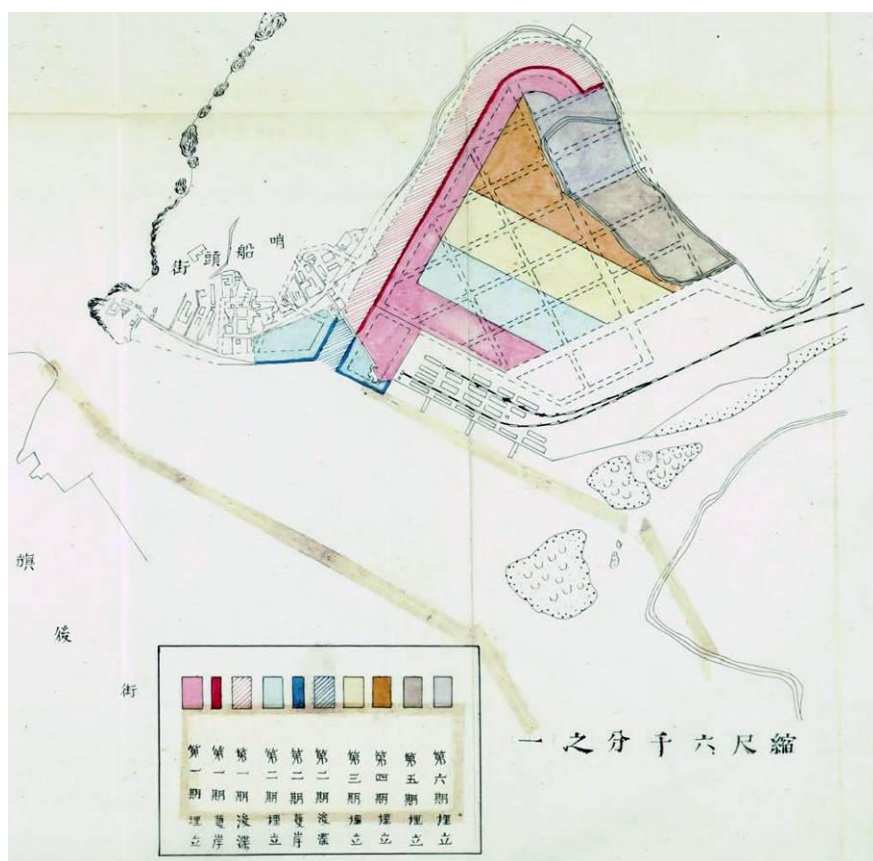 哨船頭街
旗後街
第一期埋立
第一期護岸
第一期浚渫
第二期埋立
第二期護岸
第二期浚渫
第三期埋立
第四期埋立
第五期埋立
第六期埋立
縮尺六千分之一